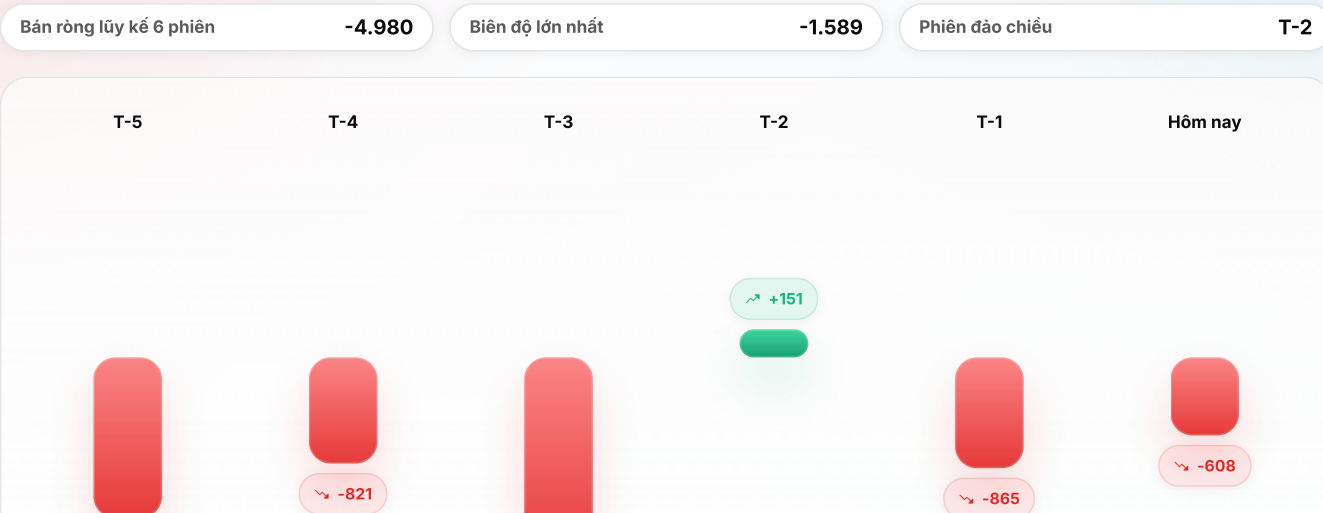 Bán ròng lũy kế 6 phiên
-4.980
Biên độ lớn nhất
-1.589
Phiên đảo chiều
T-2
T-5
T-4
T-3
T-2
T-1
Hôm nay
+151
-608
-821
-865